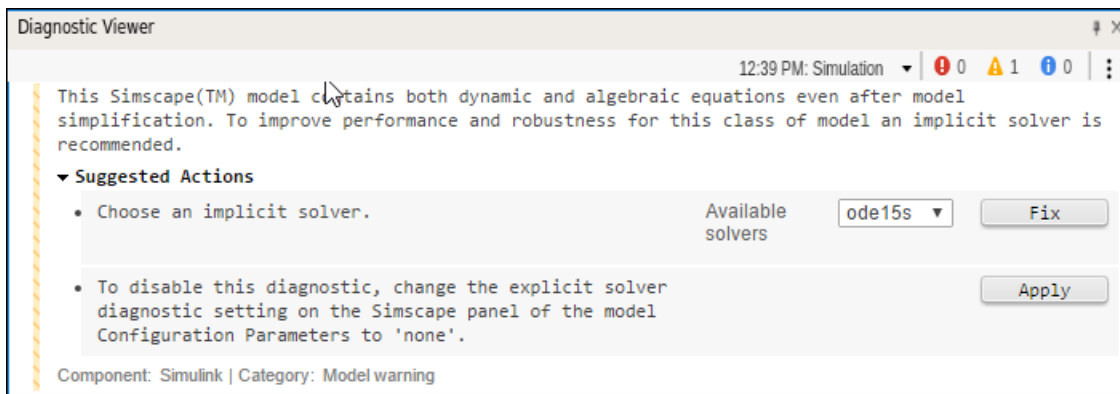 Diagnostic Viewer
12:39 PM: Simulation 0 1 0
This Simscape(TM) model contains both dynamic and algebraic equations even after model
simplification. To improve performance and robustness for this class of model an implicit solver is
recommended.
Suggested Actions
• Choose an implicit solver. Available solvers ode15s Fix
• To disable this diagnostic, change the explicit solver Apply
diagnostic setting on the Simscape panel of the model
Configuration Parameters to 'none'.
Component: Simulink | Category: Model warning